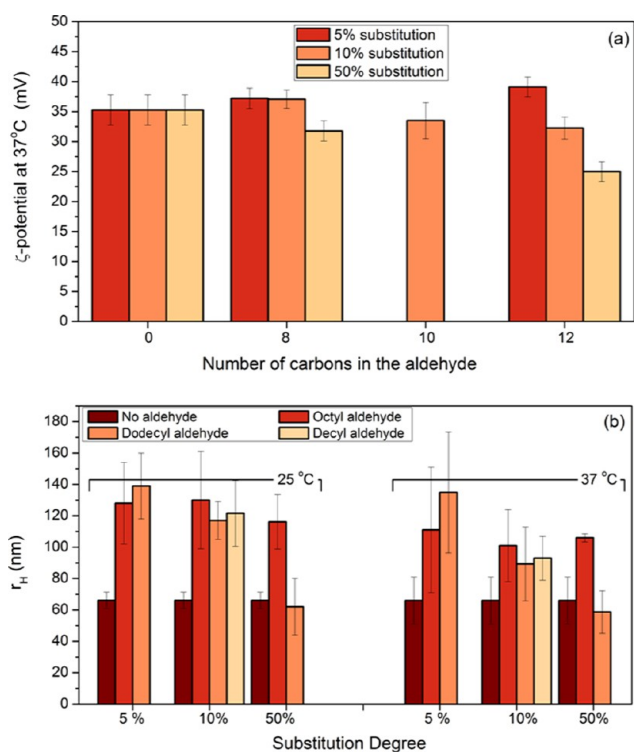 (a)
5% substitution
10% substitution
50% substitution
50
45
40
35
30
25
20
15
10
5
0
ζ-potential at 37°C (mV)
0 8 10 12
Number of carbons in the aldehyde
(b)
No aldehyde Octyl aldehyde
Dodecyl aldehyde Decyl aldehyde
25 °C 37 °C
180
160
140
120
100
80
60
40
20
0
r_H (nm)
5 % 10% 50% 5 % 10% 50%
Substitution Degree